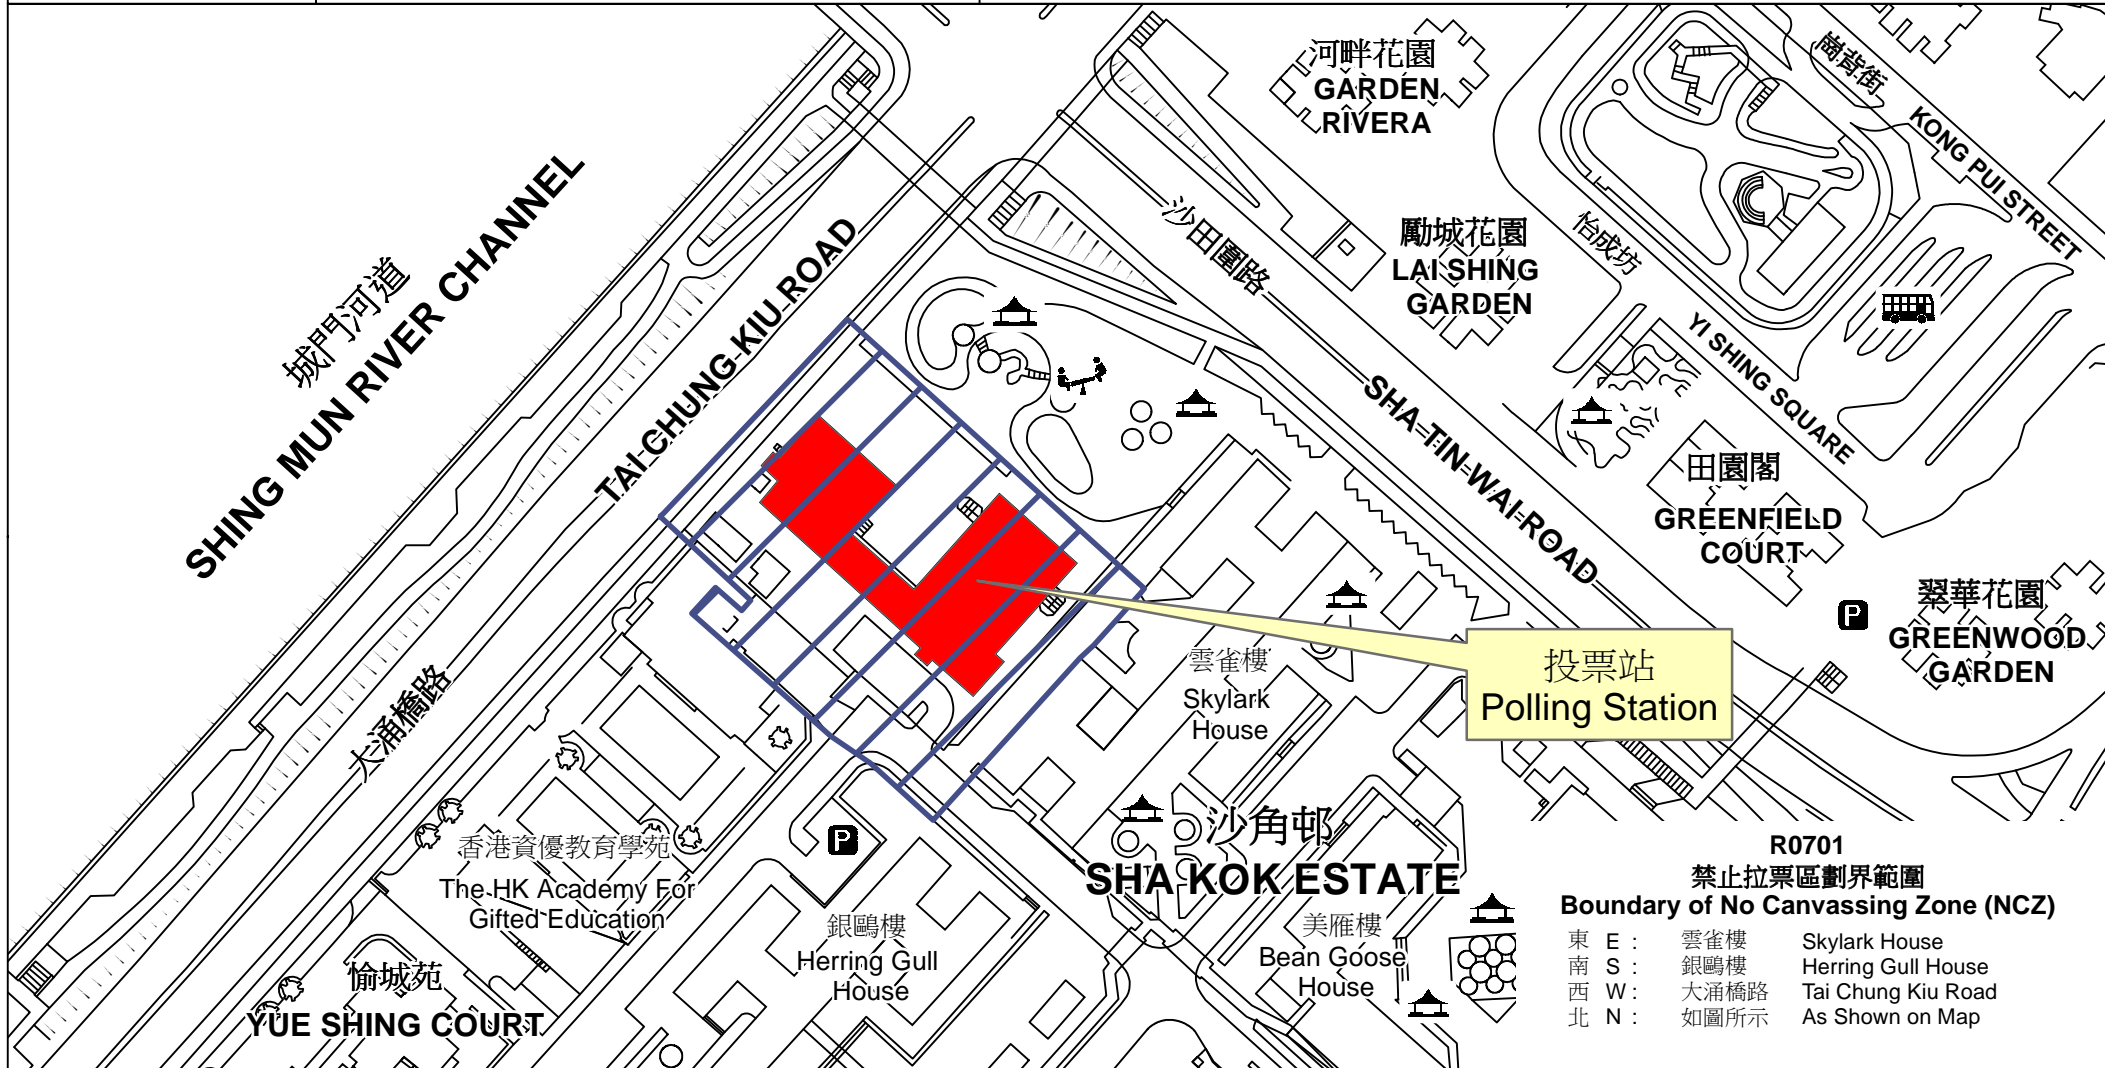 河畔花園
GARDEN
RIVERA
崗背街
KONG PUI STREET
城門河道
SHING MUN RIVER CHANNEL
TAI CHUNG KIU ROAD
大涌橋路
沙田圍路
SHA TIN WAI ROAD
勵城花園
LAI SHING
GARDEN
怡成坊
YI SHING SQUARE
田園閣
GREENFIELD
COURT
翠華花園
GREENWOOD
GARDEN
P
投票站
Polling Station
雲雀樓
Skylark
House
沙角邨
SHA KOK ESTATE
香港資優教育學苑
The HK Academy For
Gifted Education
P
銀鷗樓
Herring Gull
House
美雁樓
Bean Goose
House
愉城苑
YUE SHING COURT
R0701
禁止拉票區劃界範圍
Boundary of No Canvassing Zone (NCZ)
東 E : 雲雀樓 Skylark House
南 S : 銀鷗樓 Herring Gull House
西 W : 大涌橋路 Tai Chung Kiu Road
北 N : 如圖所示 As Shown on Map